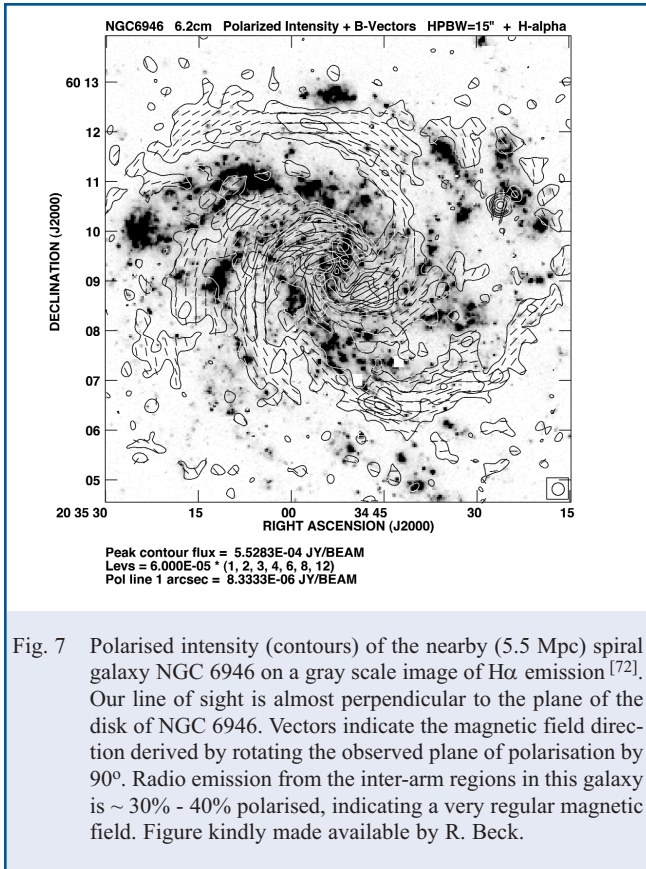 NGC6946 6.2cm Polarized Intensity + B-Vectors HPBW=15" + H-alpha
60 13
12
11
10
09
08
07
06
05
DECLINATION (J2000)
20 35 30 15 00 34 45 30 15
RIGHT ASCENSION (J2000)
Peak contour flux = 5.5283E-04 JY/BEAM
Levs = 6.000E-05 * (1, 2, 3, 4, 6, 8, 12)
Pol line 1 arcsec = 8.3333E-06 JY/BEAM
Fig. 7 Polarised intensity (contours) of the nearby (5.5 Mpc) spiral
galaxy NGC 6946 on a gray scale image of Hα emission [72].
Our line of sight is almost perpendicular to the plane of the
disk of NGC 6946. Vectors indicate the magnetic field direc-
tion derived by rotating the observed plane of polarisation by
90º. Radio emission from the inter-arm regions in this galaxy
is ~ 30% - 40% polarised, indicating a very regular magnetic
field. Figure kindly made available by R. Beck.